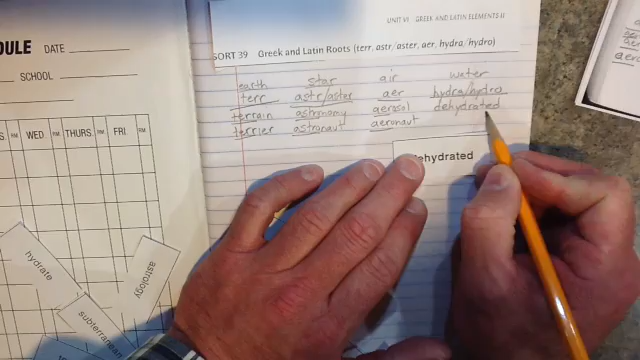 UNIT VI GREEK AND LATIN ELEMENTS II
SORT 39 Greek and Latin Roots (terr, astr/aster, aer, hydra/hydro)
earth star air water
terr astr/aster aer hydra/hydro
terrain astronomy aerosol dehydrated
terrier astronaut aeronaut
dehydrated
DULE DATE
SCHOOL
WED. THURS. FRI.
hydrate
astrology
subterranean